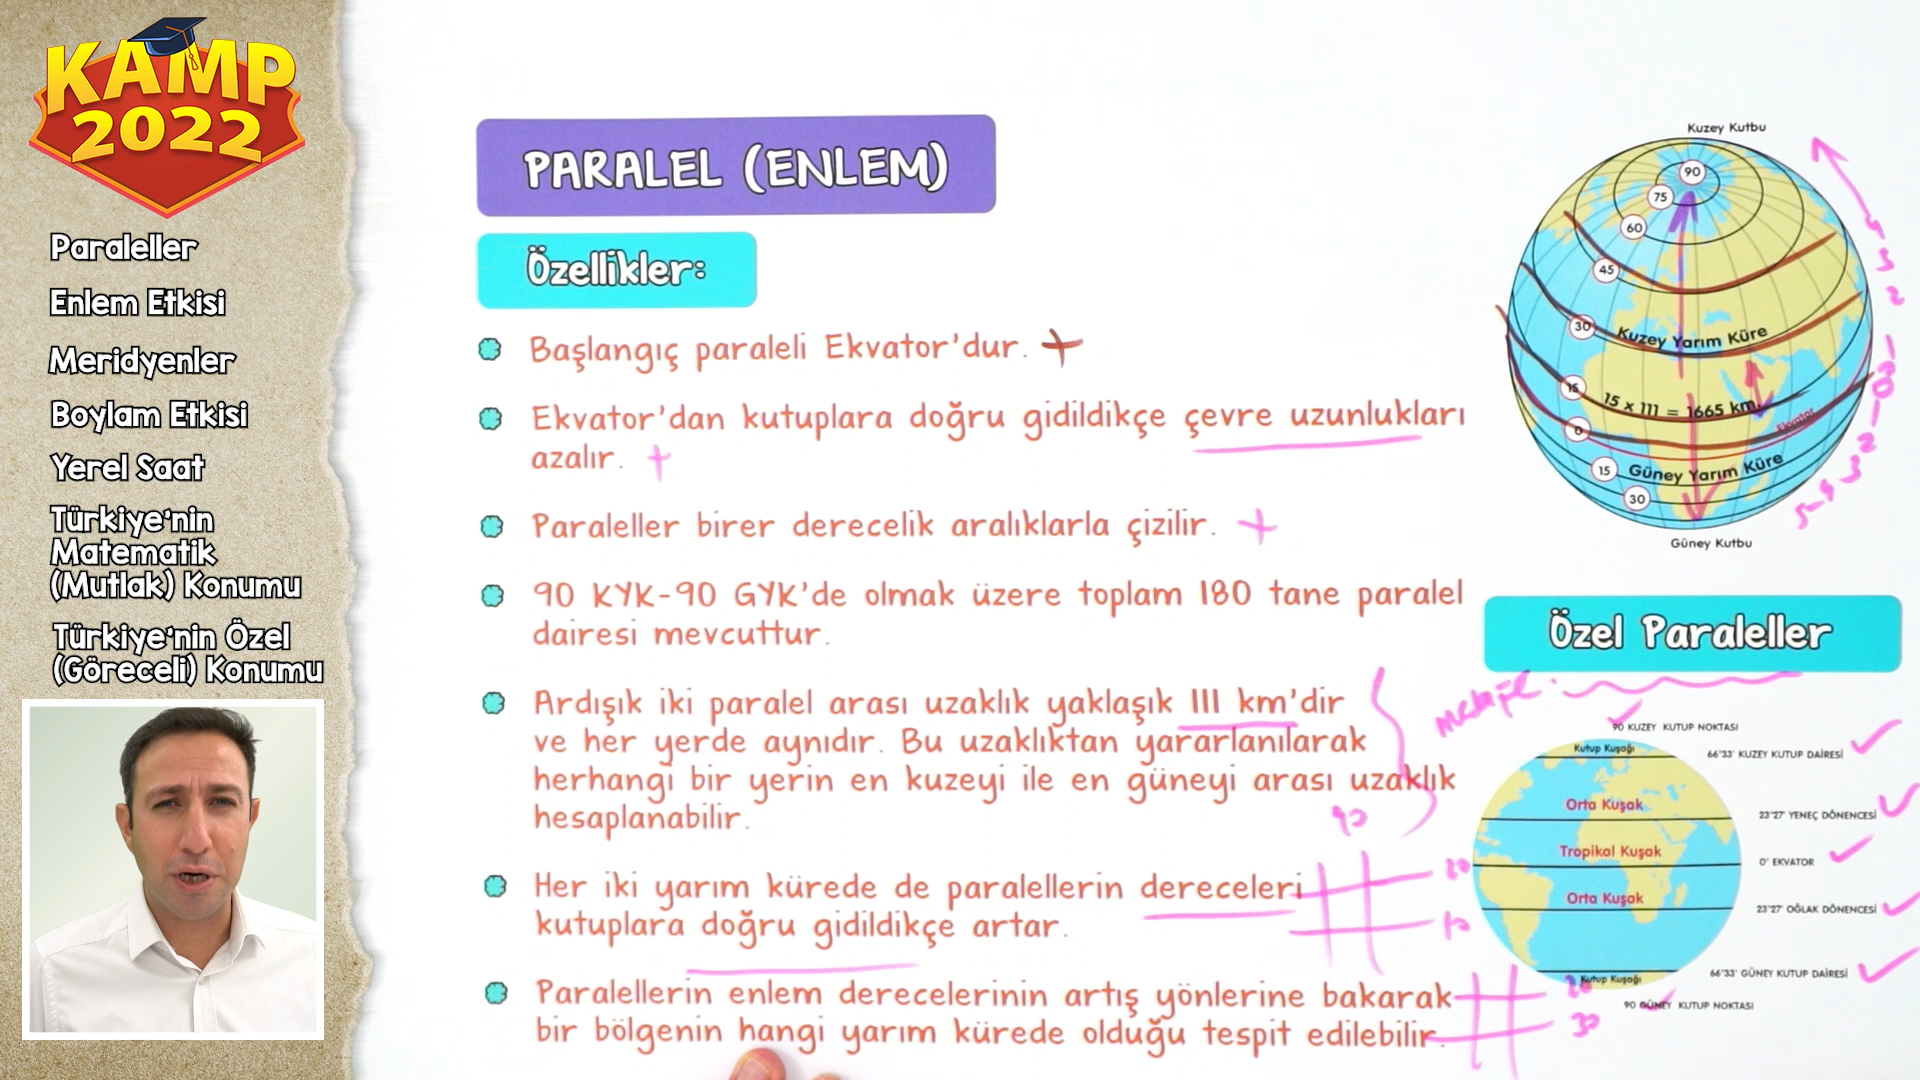 KAMP
2022
Paraleller
Enlem Etkisi
Meridyenler
Boylam Etkisi
Yerel Saat
Türkiye'nin
Matematik
(Mutlak) Konumu
Türkiye'nin Özel
(Göreceli) Konumu
PARALEL (ENLEM)
Özellikler:
Başlangıç paraleli Ekvator'dur. +
Ekvator'dan kutuplara doğru gidildikçe çevre uzunlukları
azalır. +
Paraleller birer derecelik aralıklarla çizilir. +
90 KYK-90 GYK'de olmak üzere toplam 180 tane paralel
dairesi mevcuttur.
Ardışık iki paralel arası uzaklık yaklaşık 111 km'dir
ve her yerde aynıdır. Bu uzaklıktan yararlanılarak
herhangi bir yerin en kuzeyi ile en güneyi arası uzaklık
hesaplanabilir.
Her iki yarım kürede de paralellerin dereceleri
kutuplara doğru gidildikçe artar.
Paralellerin enlem derecelerinin artış yönlerine bakarak
bir bölgenin hangi yarım kürede olduğu tespit edilebilir.
Kuzey Kutbu
90
75
60
45
30
Kuzey Yarım Küre
15
15 x 111 = 1665 km
Ekvator
0
15
Güney Yarım Küre
30
Güney Kutbu
Özel Paraleller
90 KUZEY KUTUP NOKTASI
Kutup Kuşağı
66°33' KUZEY KUTUP DAİRESİ
Orta Kuşak
23°27' YENGEÇ DÖNENCESİ
Tropikal Kuşak
0° EKVATOR
Orta Kuşak
23°27' OĞLAK DÖNENCESİ
66°33' GÜNEY KUTUP DAİRESİ
Kutup Kuşağı
90 GÜNEY KUTUP NOKTASI
20
10
30